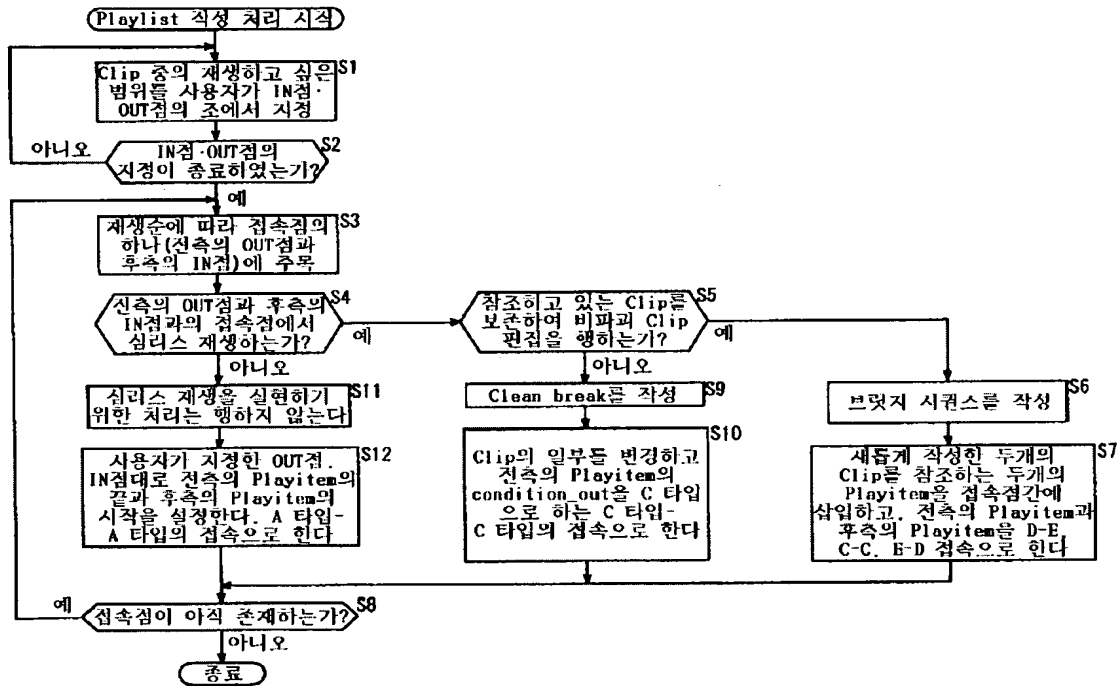 Playlist 작성 처리 시작
Clip 중의 재생하고 싶은
범위를 사용자가 IN점·
OUT점의 조에서 지정
S1
아니오
IN점·OUT점의
지정이 종료하였는가?
S2
예
재생순에 따라 접속점의
하나(전측의 OUT점과
후측의 IN점)에 주목
S3
전측의 OUT점과 후측의
IN점과의 접속점에서
심리스 재생하는가?
S4
예
아니오
참조하고 있는 Clip를
보존하여 비파괴 Clip
편집을 행하는가?
S5
예
아니오
심리스 재생을 실현하기
위한 처리는 행하지 않는다
S11
Clean break를 작성
S9
브릿지 시퀀스를 작성
S6
사용자가 지정한 OUT점,
IN점대로 전측의 Playitem의
끝과 후측의 Playitem의
시작을 설정한다. A 타입-
A 타입의 접속으로 한다
S12
Clip의 일부를 변경하고
전측의 Playitem의
condition_out을 C 타입
으로 하는 C 타입-
C 타입의 접속으로 한다
S10
새롭게 작성한 두개의
Clip를 참조하는 두개의
Playitem을 접속점간에
삽입하고, 전측의 Playitem과
후측의 Playitem을 D-E,
C-C, E-D 접속으로 한다
S7
예
접속점이 아직 존재하는가?
S8
아니오
종료